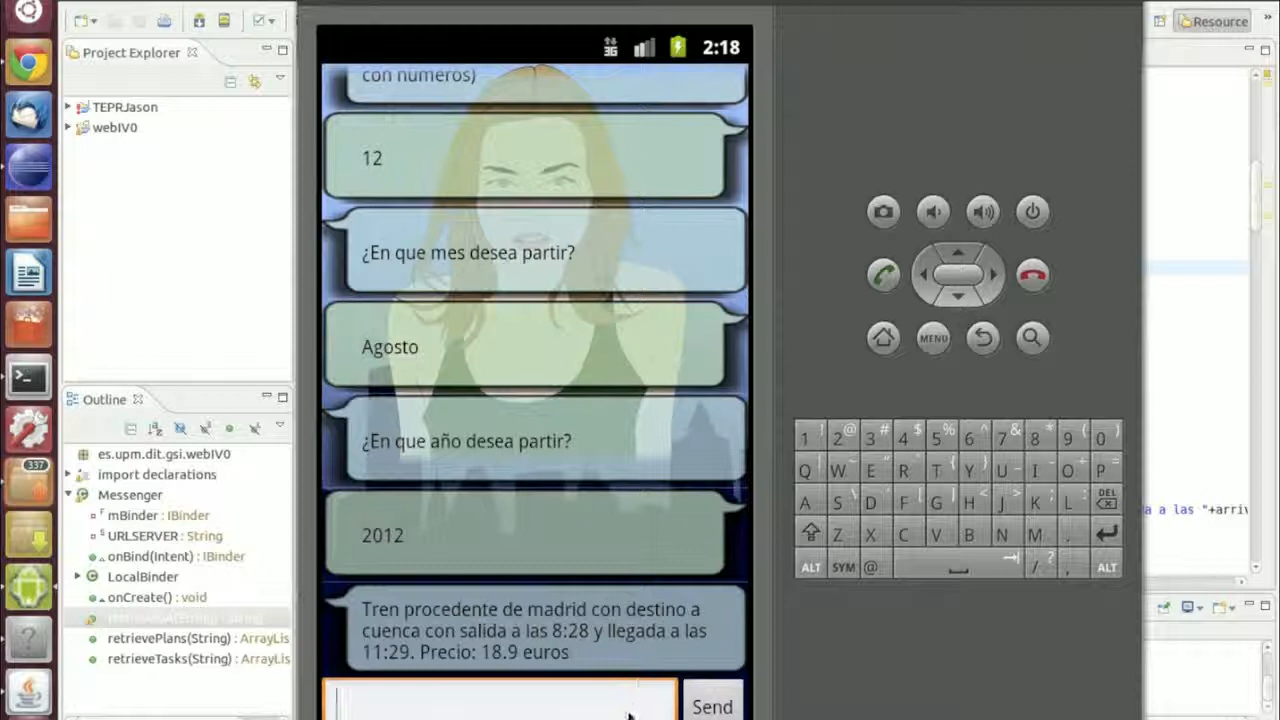 Resource
Project Explorer
2:18
con numeros)
TEPRJason
webIV0
12
¿En que mes desea partir?
Agosto
Outline
¿En que año desea partir?
es.upm.dit.gsi.webIV0
import declarations
Messenger
mBinder : IBinder
URLSERVER : String
onBind(Intent) : IBinder
LocalBinder
onCreate() : void
retrievePlans(String) : ArrayLis
retrieveTasks(String) : ArrayLis
2012
Tren procedente de madrid con destino a
cuenca con salida a las 8:28 y llegada a las
11:29. Precio: 18.9 euros
Send
MENU
1 ! 2 @ 3 # 4 $ 5 % 6 ^ 7 & 8 * 9 ( 0 )
Q W E R T Y U I O P
A S D F G H J K L DEL
Z X C V B N M .
ALT SYM @ / ? , ALT
a a las "+arriv
337
3G